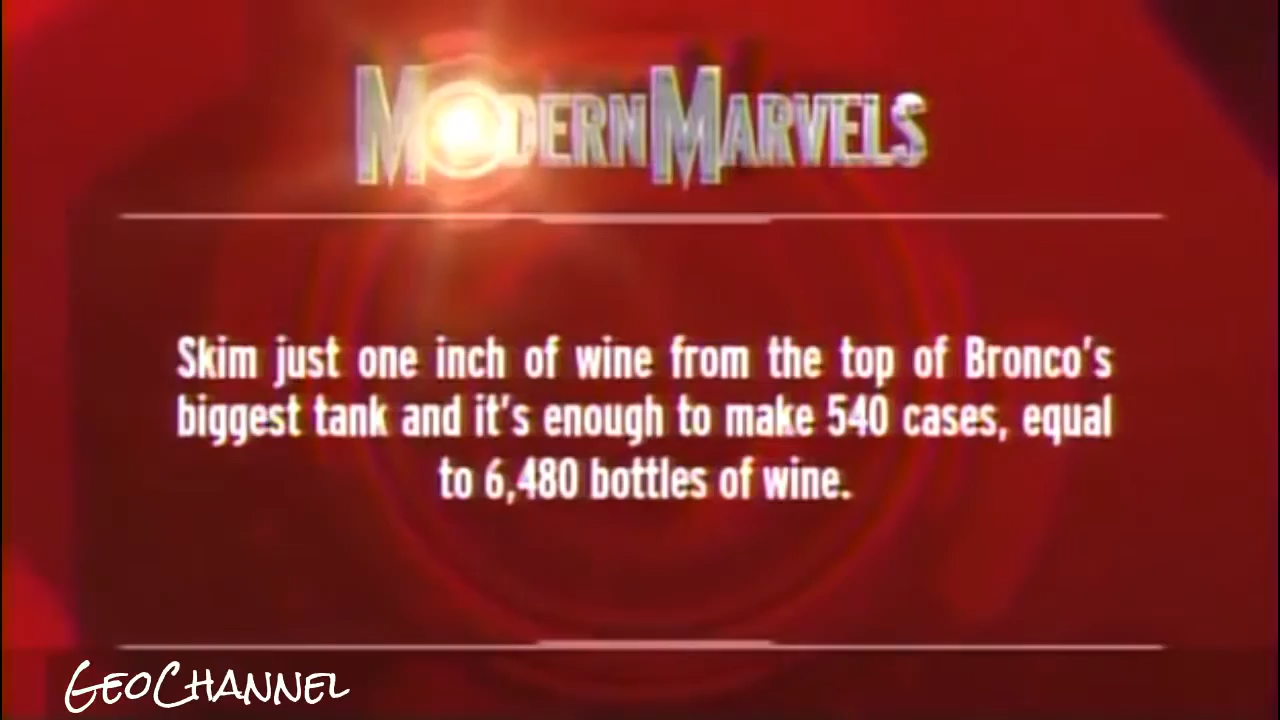 MODERN MARVELS
Skim just one inch of wine from the top of Bronco's
biggest tank and it's enough to make 540 cases, equal
to 6,480 bottles of wine.
GEOCHANNEL